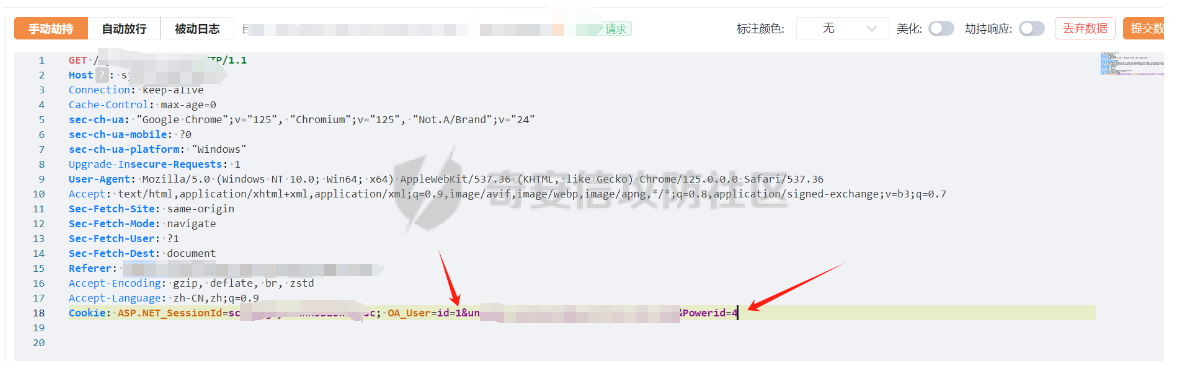 手动劫持 自动放行 被动日志 请求 标注颜色: 无 美化: 劫持响应: 丢弃数据 提交数
1 GET / /1.1
2 Host ? :
3 Connection: keep-alive
4 Cache-Control: max-age=0
5 sec-ch-ua: "Google Chrome";v="125", "Chromium";v="125", "Not.A/Brand";v="24"
6 sec-ch-ua-mobile: ?0
7 sec-ch-ua-platform: "Windows"
8 Upgrade-Insecure-Requests: 1
9 User-Agent: Mozilla/5.0 (Windows NT 10.0; Win64; x64) AppleWebKit/537.36 (KHTML, like Gecko) Chrome/125.0.0.0 Safari/537.36
10 Accept: text/html,application/xhtml+xml,application/xml;q=0.9,image/avif,image/webp,image/apng,*/*;q=0.8,application/signed-exchange;v=b3;q=0.7
奇安信攻防社区
11 Sec-Fetch-Site: same-origin
12 Sec-Fetch-Mode: navigate
13 Sec-Fetch-User: ?1
14 Sec-Fetch-Dest: document
15 Referer:
16 Accept-Encoding: gzip, deflate, br, zstd
17 Accept-Language: zh-CN,zh;q=0.9
18 Cookie: ASP.NET_SessionId=sc c; OA_User=id=1&un &Powerid=4
19
20